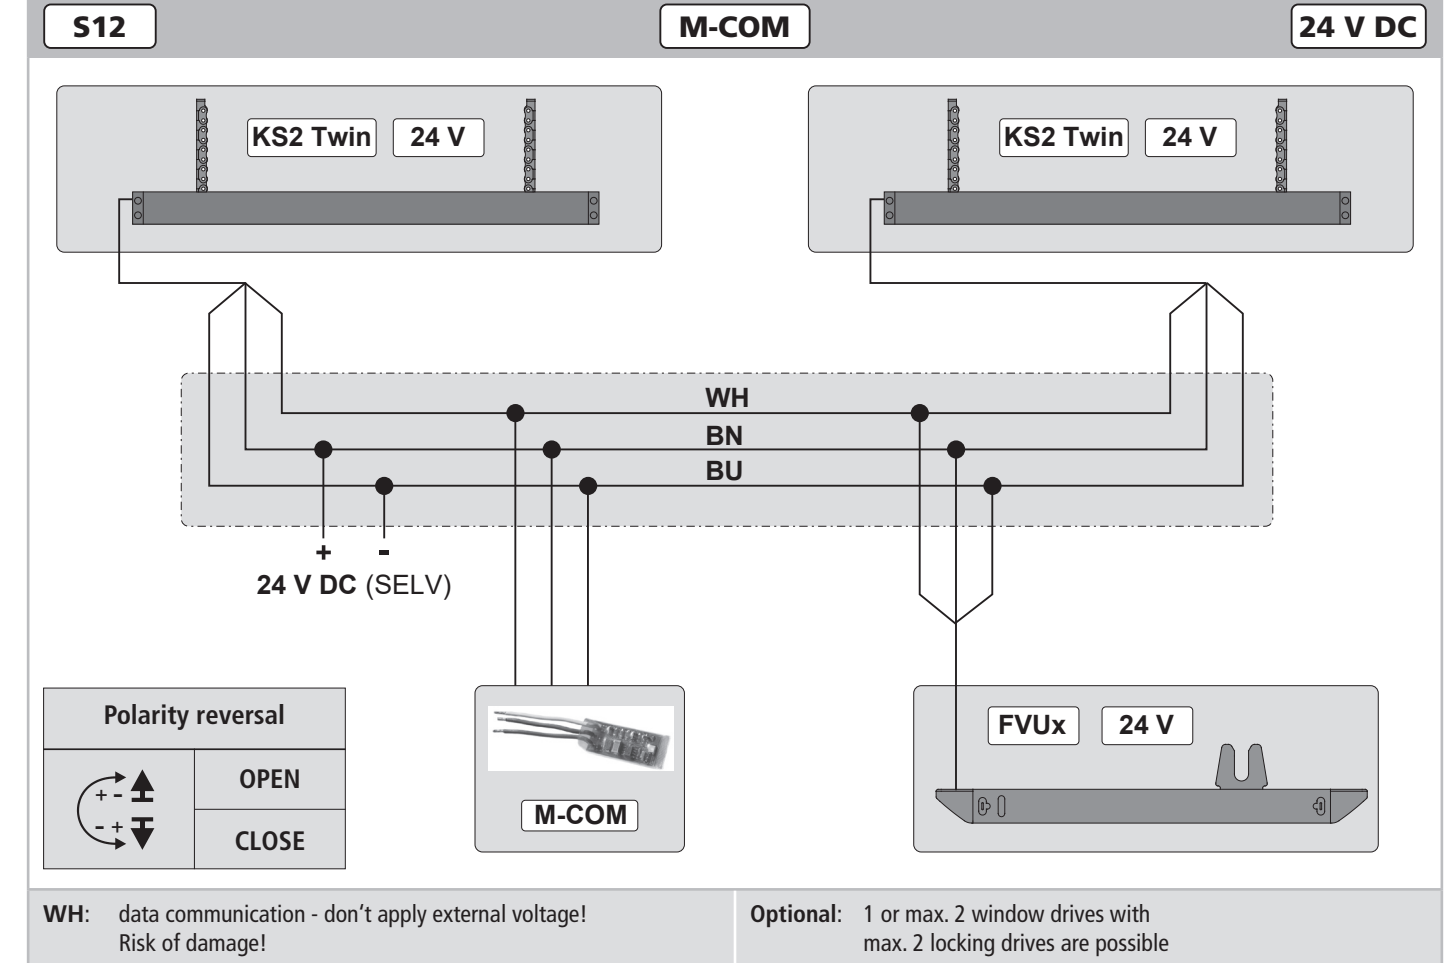 S12 M-COM 24 V DC
KS2 Twin 24 V
KS2 Twin 24 V
WH
BN
BU
+ -
24 V DC (SELV)
Polarity reversal
+ - OPEN
- + CLOSE
M-COM
FVUx 24 V
WH: data communication - don't apply external voltage!
Risk of damage!
Optional: 1 or max. 2 window drives with
max. 2 locking drives are possible